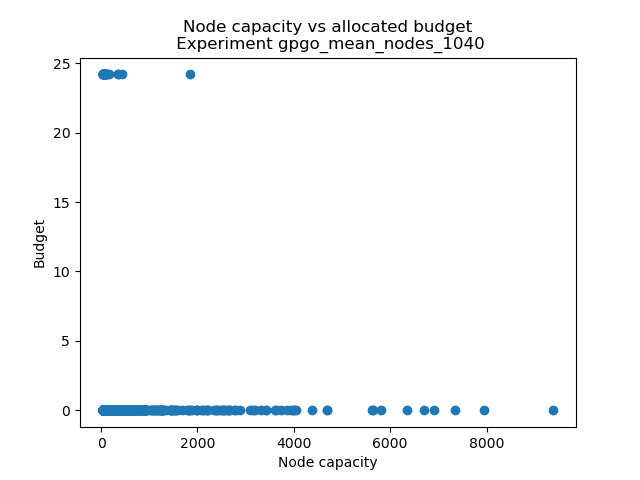 Node capacity vs allocated budget
Experiment gpgo_mean_nodes_1040
25
20
15
10
5
0
Budget
0 2000 4000 6000 8000
Node capacity